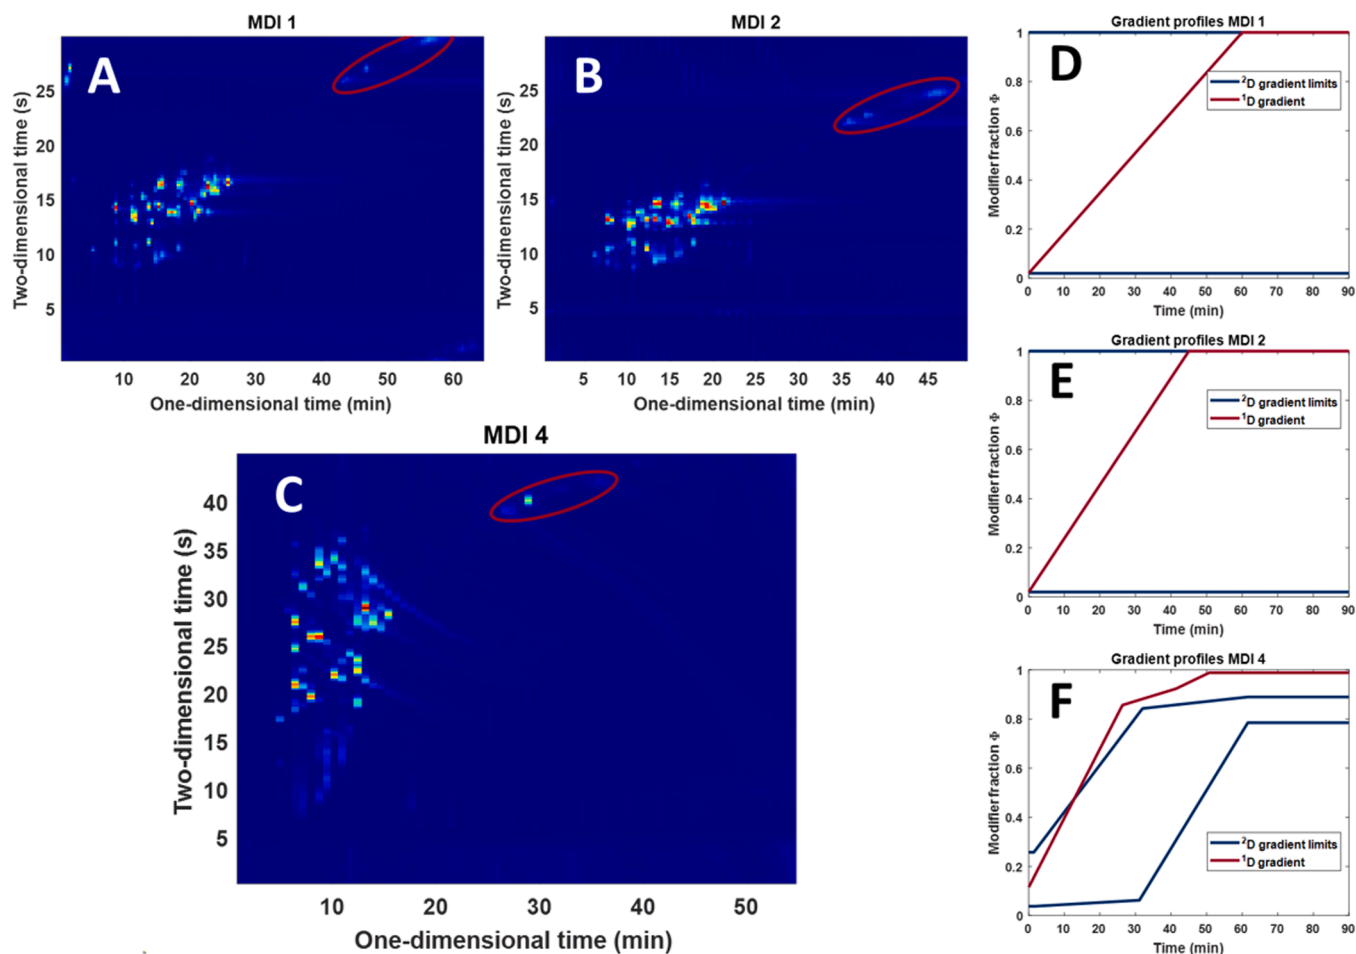 MDI 1
A
25
20
15
10
5
Two-dimensional time (s)
10 20 30 40 50 60
One-dimensional time (min)
MDI 2
B
25
20
15
10
5
Two-dimensional time (s)
5 10 15 20 25 30 35 40 45
One-dimensional time (min)
MDI 4
C
40
35
30
25
20
15
10
5
Two-dimensional time (s)
10 20 30 40 50
One-dimensional time (min)
Gradient profiles MDI 1
D
1
0.8
0.6
0.4
0.2
0
Modifier fraction Φ
²D gradient limits
¹D gradient
0 10 20 30 40 50 60 70 80 90
Time (min)
Gradient profiles MDI 2
E
1
0.8
0.6
0.4
0.2
0
Modifier fraction Φ
²D gradient limits
¹D gradient
0 10 20 30 40 50 60 70 80 90
Time (min)
Gradient profiles MDI 4
F
1
0.8
0.6
0.4
0.2
0
Modifier fraction Φ
²D gradient limits
¹D gradient
0 10 20 30 40 50 60 70 80 90
Time (min)